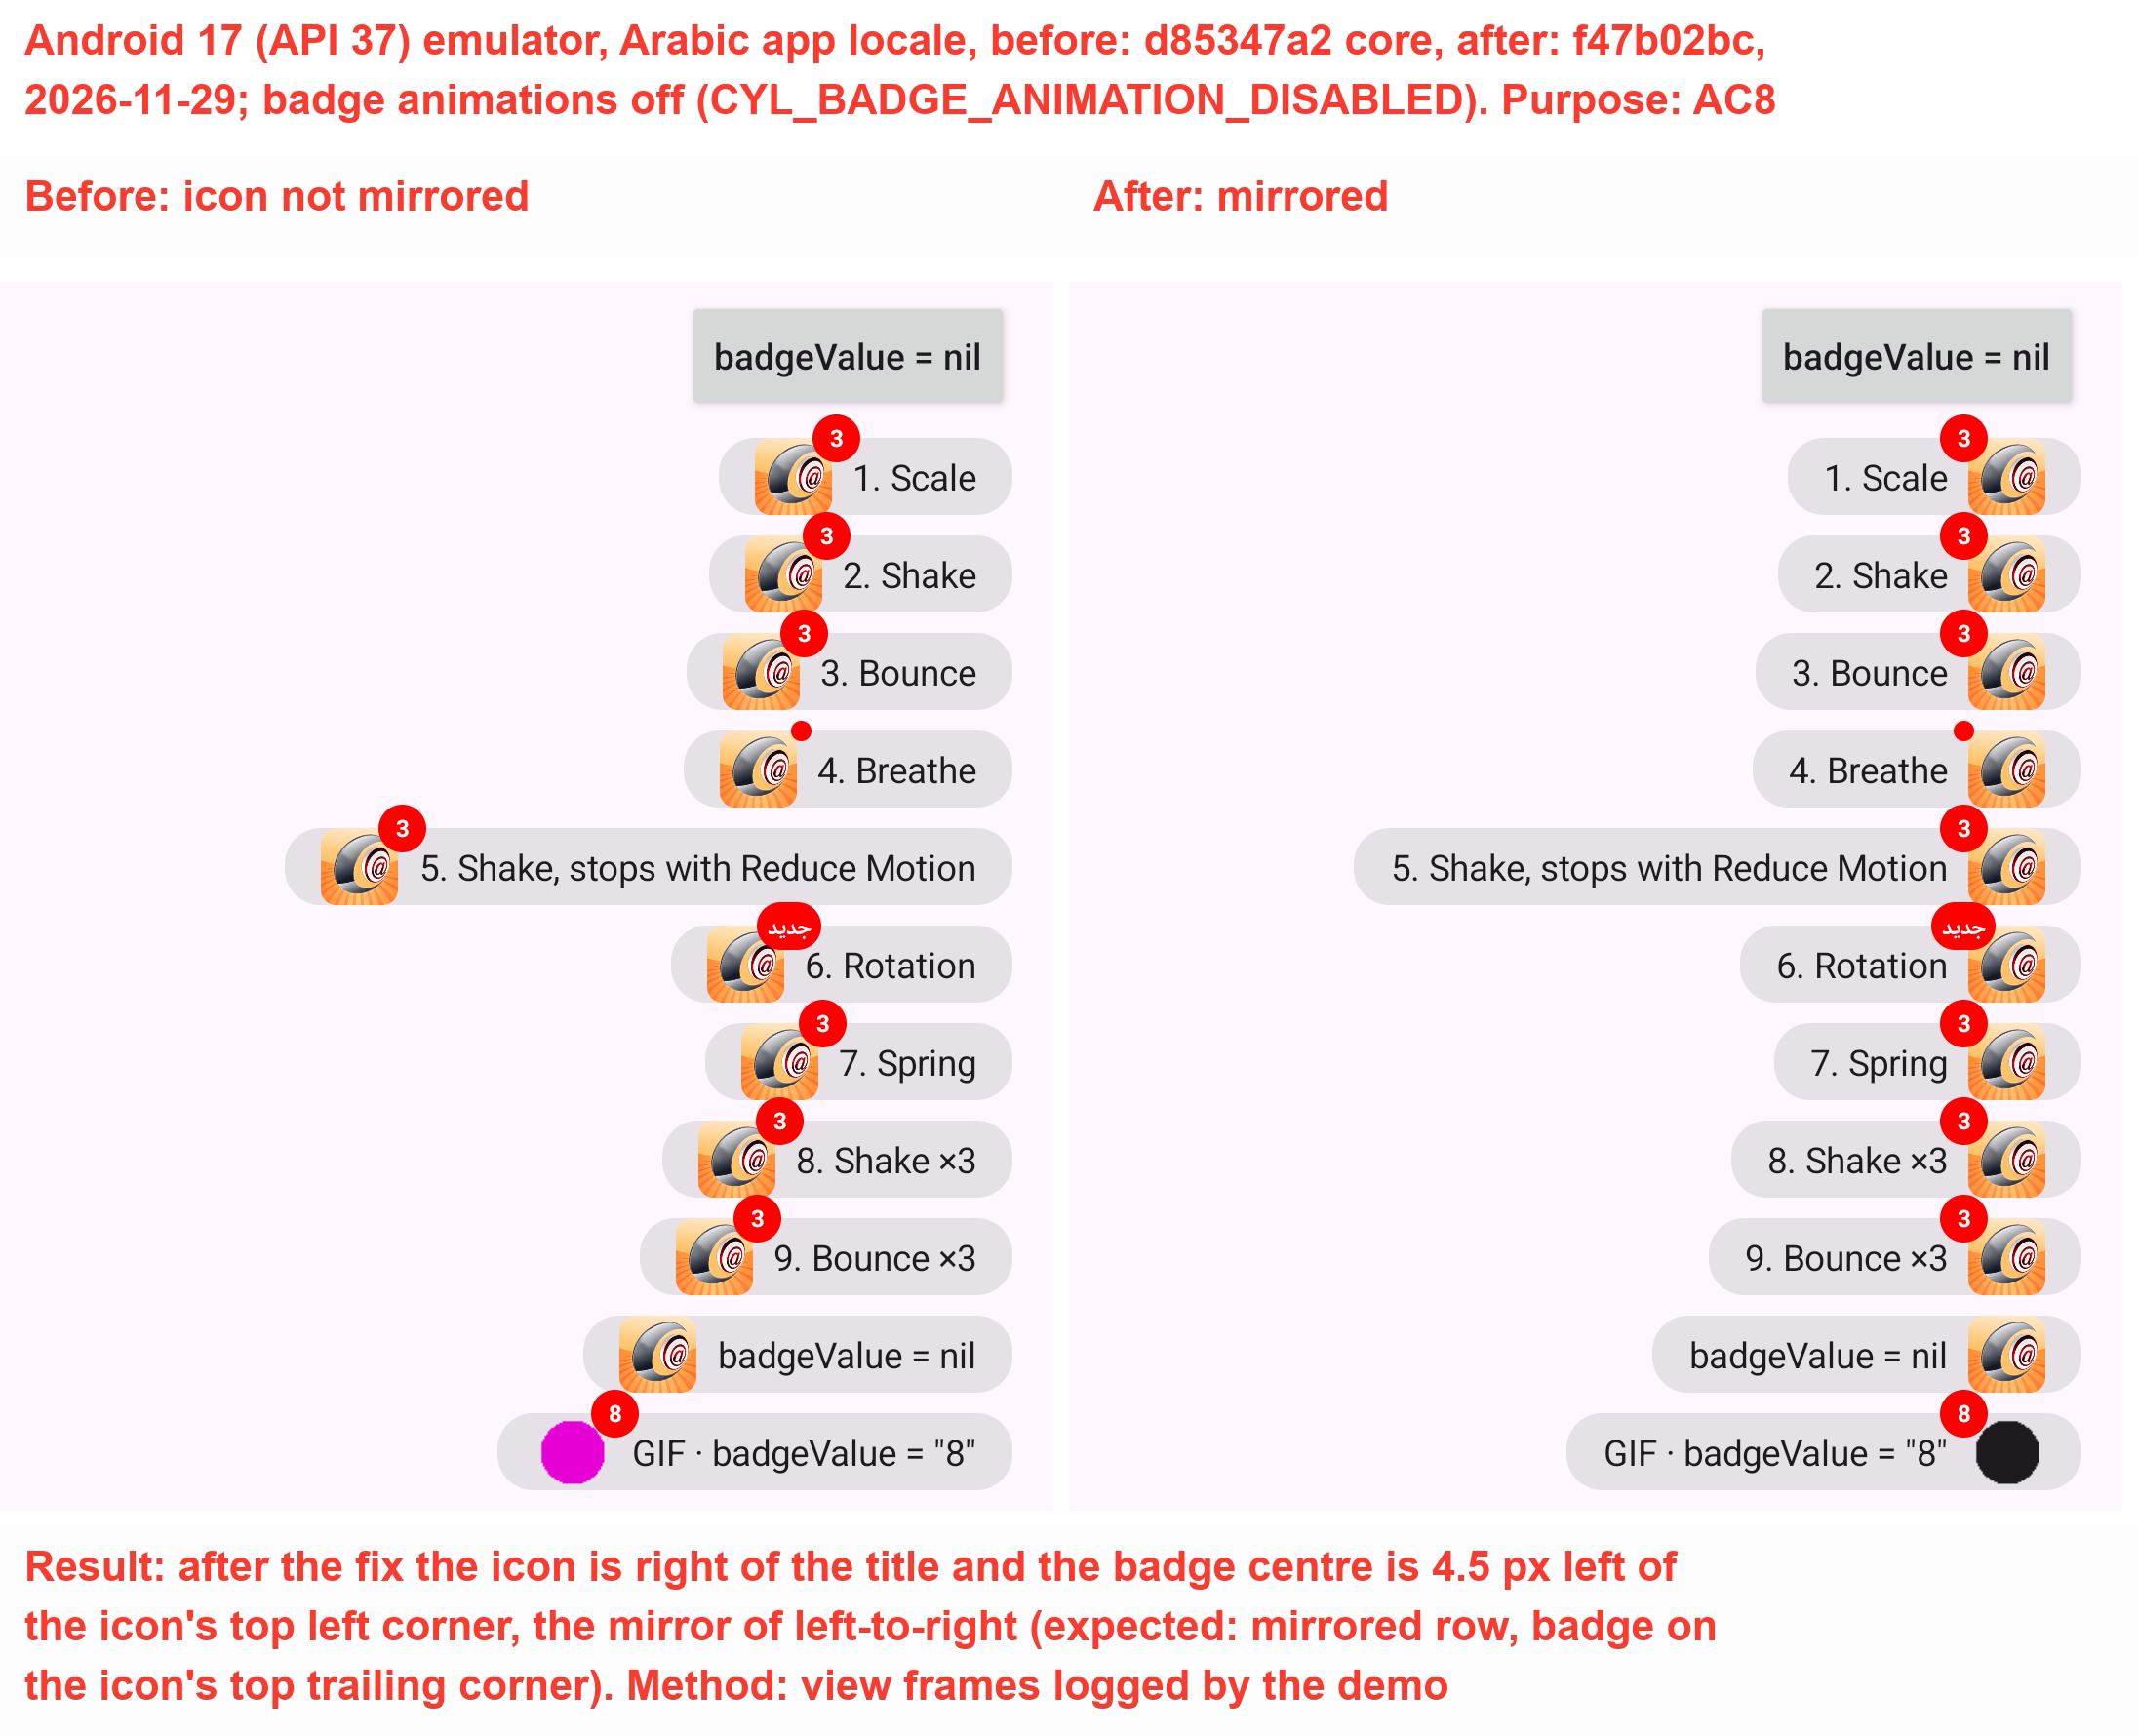 Android 17 (API 37) emulator, Arabic app locale, before: d85347a2 core, after: f47b02bc,
2026-11-29; badge animations off (CYL_BADGE_ANIMATION_DISABLED). Purpose: AC8
Before: icon not mirrored
badgeValue = nil
3
@ 1. Scale
3
@ 2. Shake
3
@ 3. Bounce
@ 4. Breathe
3
@ 5. Shake, stops with Reduce Motion
جديد
@ 6. Rotation
3
@ 7. Spring
3
@ 8. Shake ×3
3
@ 9. Bounce ×3
@ badgeValue = nil
8
GIF · badgeValue = "8"
After: mirrored
badgeValue = nil
3
1. Scale @
3
2. Shake @
3
3. Bounce @
4. Breathe @
3
5. Shake, stops with Reduce Motion @
جديد
6. Rotation @
3
7. Spring @
3
8. Shake ×3 @
3
9. Bounce ×3 @
badgeValue = nil @
8
GIF · badgeValue = "8"
Result: after the fix the icon is right of the title and the badge centre is 4.5 px left of
the icon's top left corner, the mirror of left-to-right (expected: mirrored row, badge on
the icon's top trailing corner). Method: view frames logged by the demo